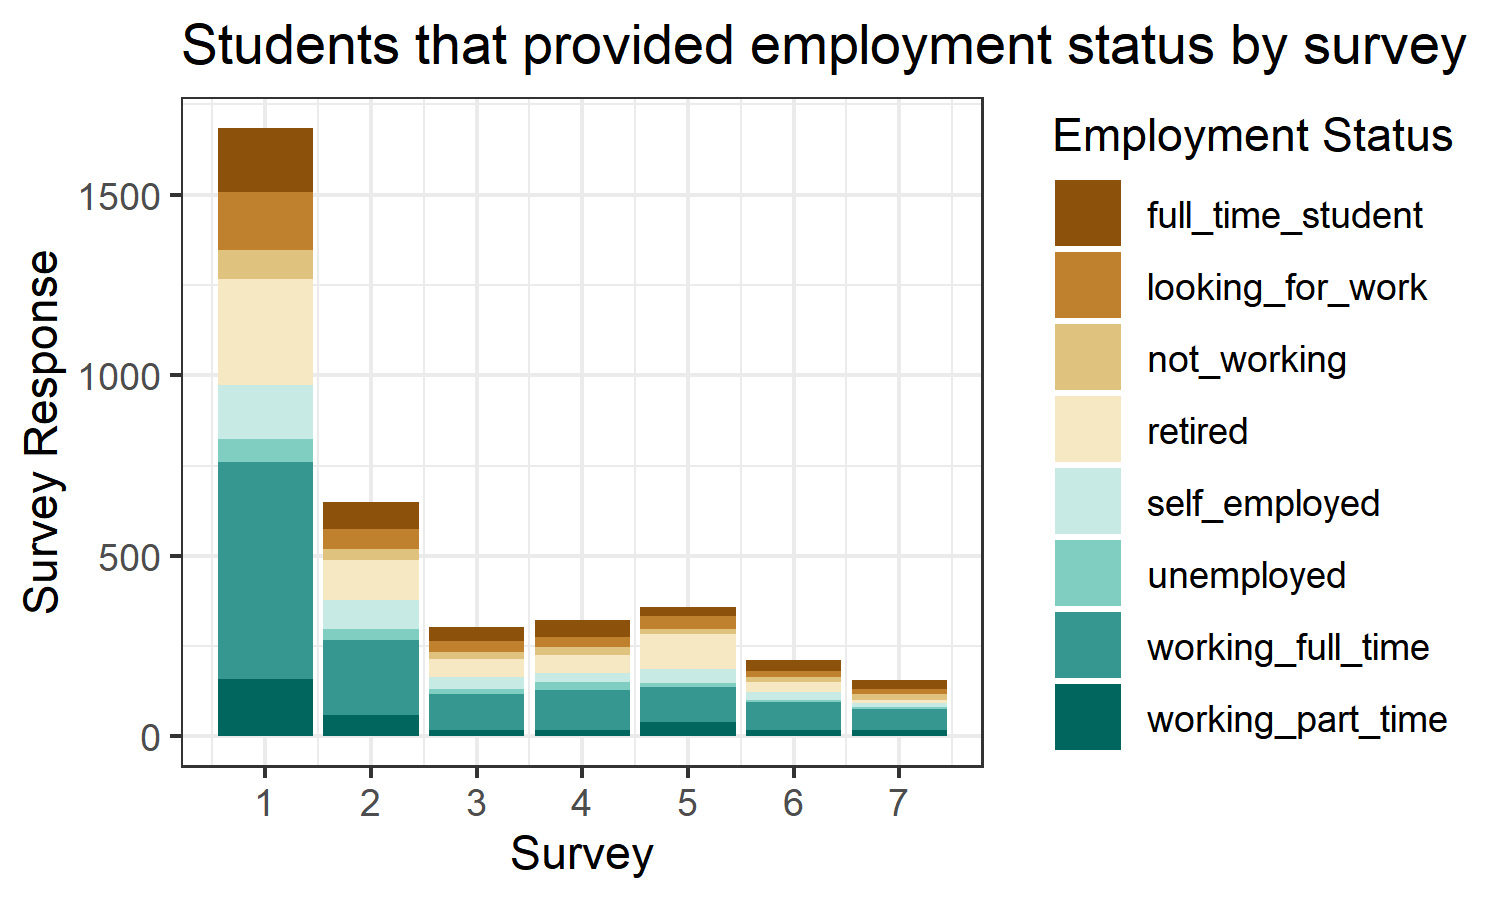 Students that provided employment status by survey
Survey Response
1500
1000
500
0
1 2 3 4 5 6 7
Survey
Employment Status
full_time_student
looking_for_work
not_working
retired
self_employed
unemployed
working_full_time
working_part_time